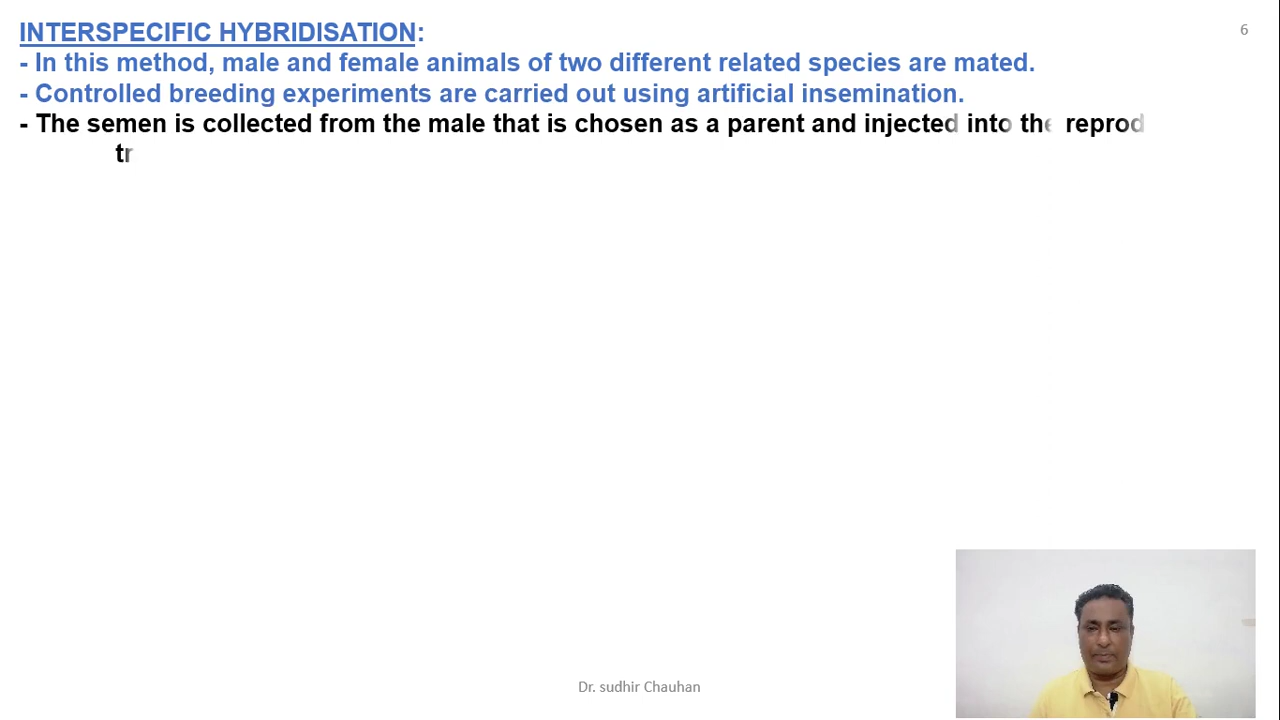 INTERSPECIFIC HYBRIDISATION:
6
- In this method, male and female animals of two different related species are mated.
- Controlled breeding experiments are carried out using artificial insemination.
- The semen is collected from the male that is chosen as a parent and injected into the reprod
tr
Dr. sudhir Chauhan